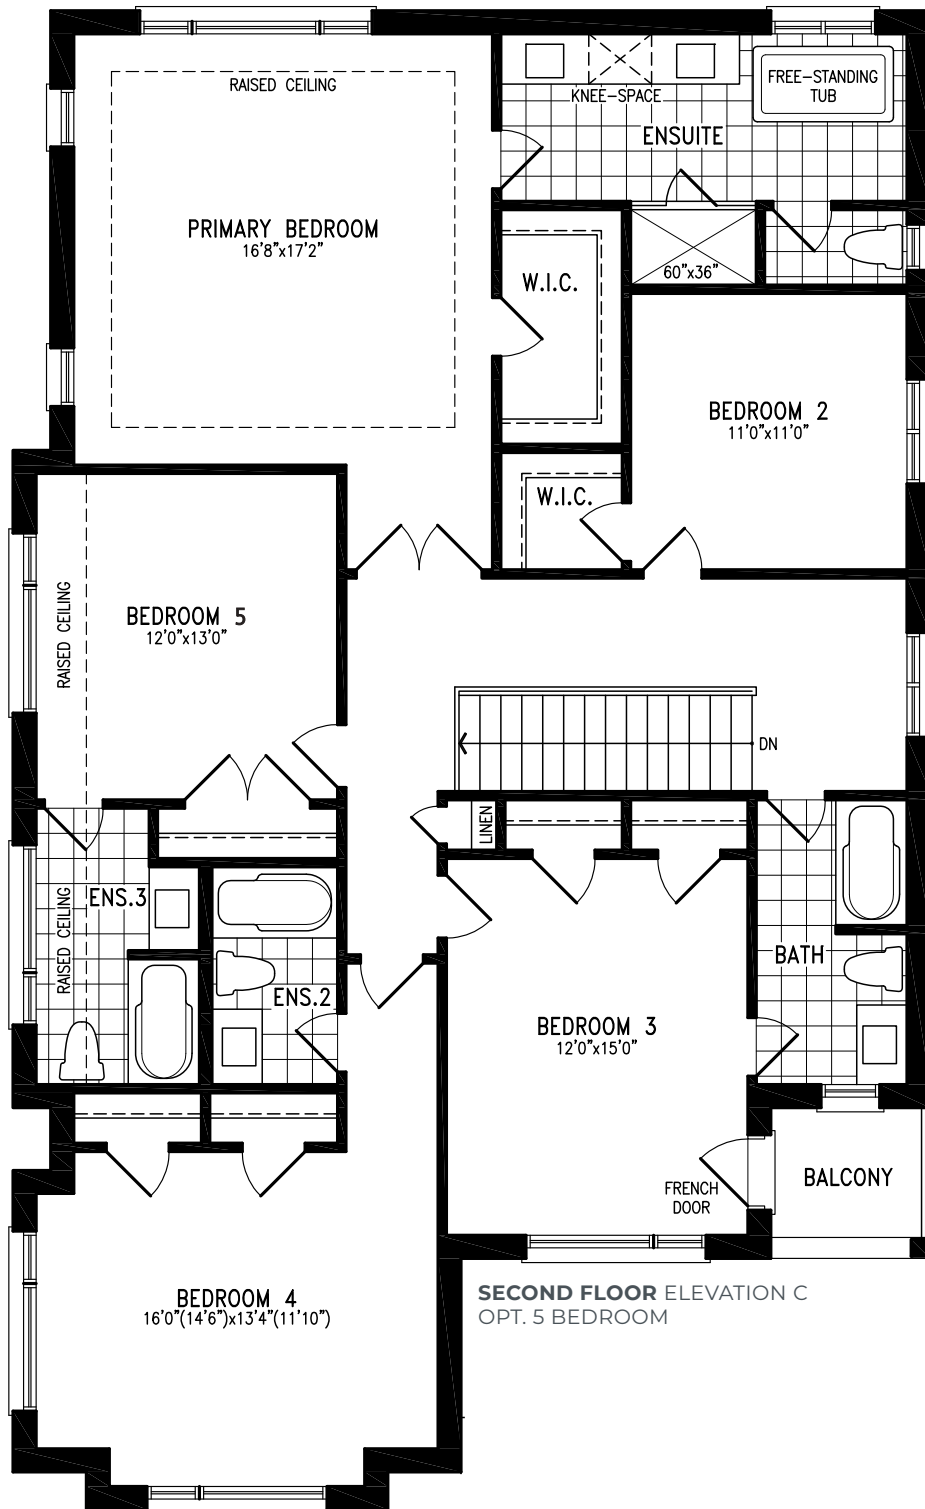 RAISED CEILING
FREE-STANDING
TUB
KNEE-SPACE
ENSUITE
PRIMARY BEDROOM
16'8"x17'2"
60"x36"
W.I.C.
BEDROOM 2
11'0"x11'0"
W.I.C.
RAISED CEILING
BEDROOM 5
12'0"x13'0"
DN
LINEN
ENS.3
RAISED CEILING
ENS.2
BATH
BEDROOM 3
12'0"x15'0"
BALCONY
FRENCH
DOOR
BEDROOM 4
16'0"(14'6")x13'4"(11'10")
SECOND FLOOR ELEVATION C
OPT. 5 BEDROOM